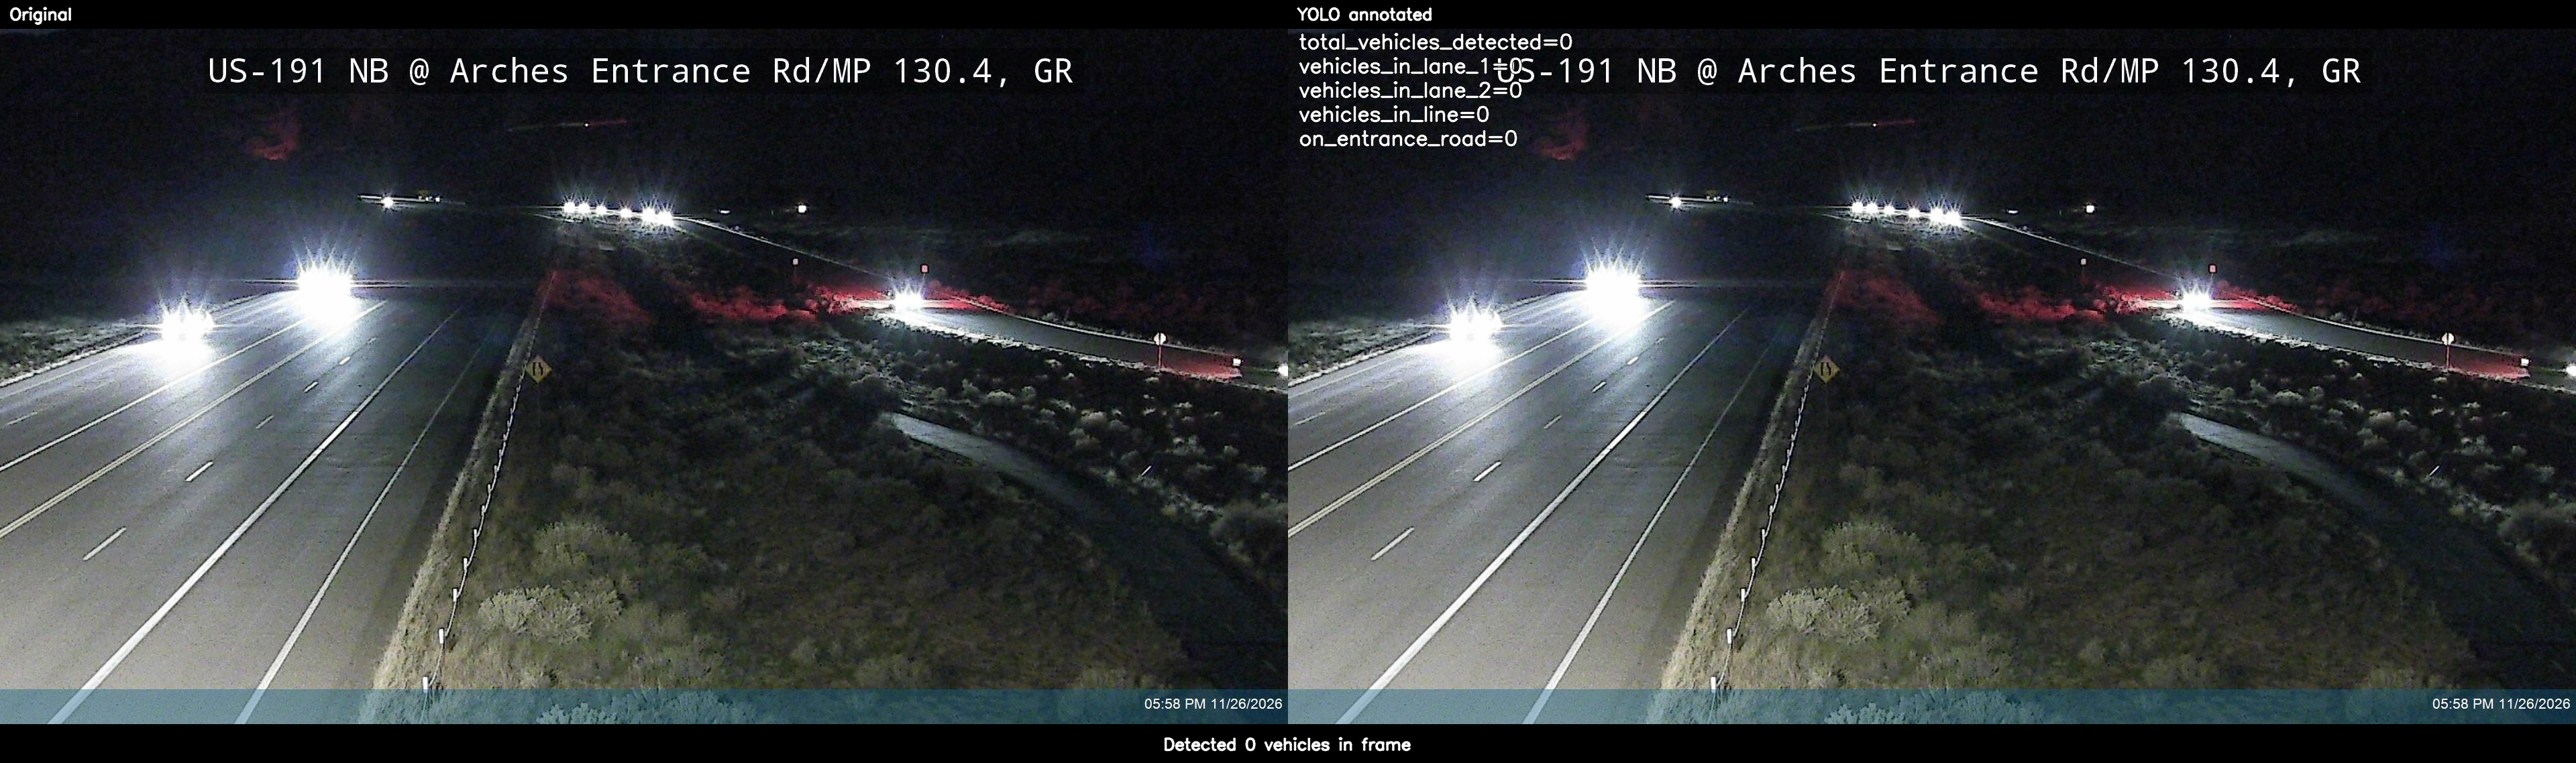 Original
US-191 NB @ Arches Entrance Rd/MP 130.4, GR
05:58 PM 11/26/2026
YOLO annotated
total_vehicles_detected=0
vehicles_in_lane_1=0
US-191 NB @ Arches Entrance Rd/MP 130.4, GR
vehicles_in_lane_2=0
vehicles_in_line=0
on_entrance_road=0
05:58 PM 11/26/2026
Detected 0 vehicles in frame